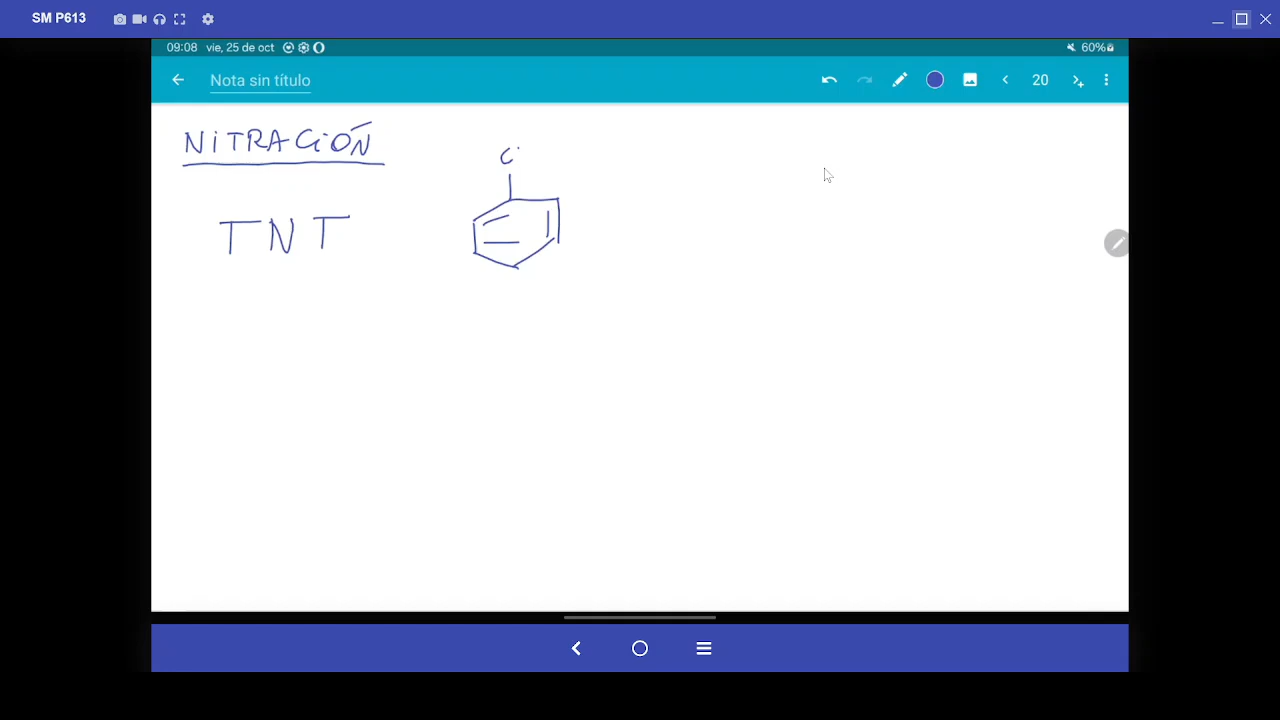 SM P613
09:08 vie, 25 de oct
60%
Nota sin título
20
NiTRACiÓN
TNT
C